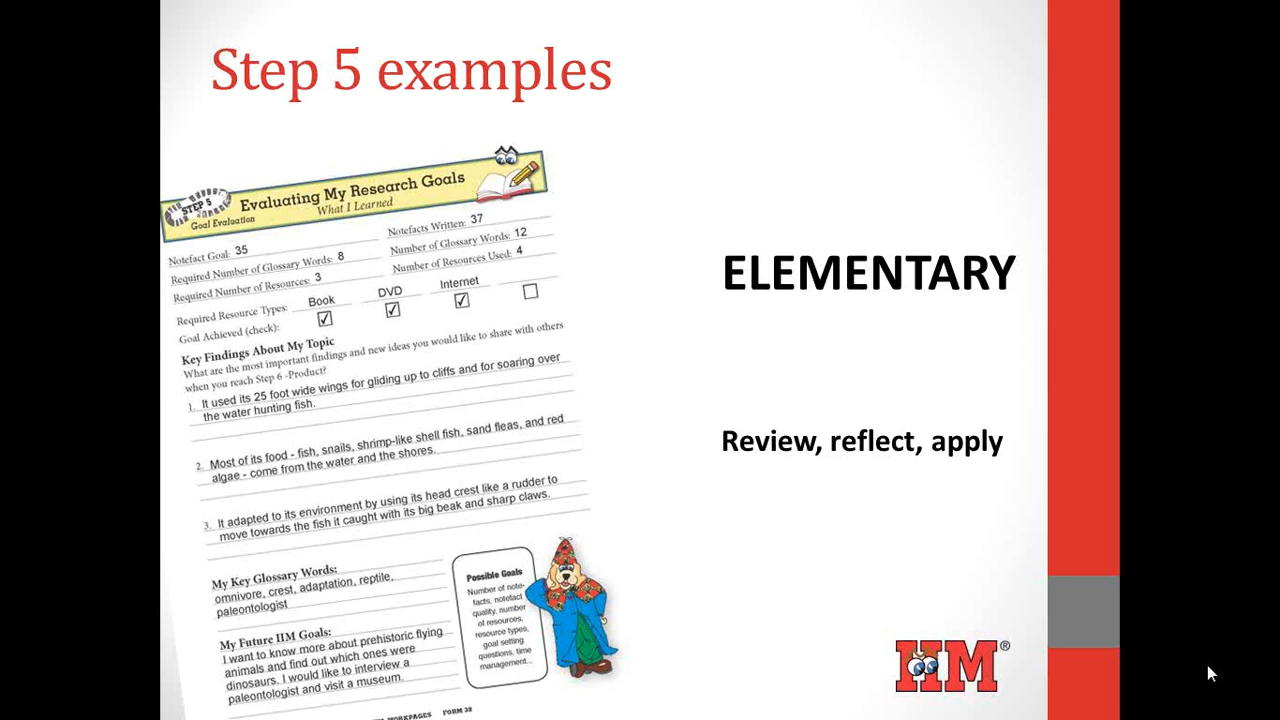 Step 5 examples
STEP 5
Goal Evaluation
Evaluating My Research Goals
What I Learned
Notefact Goal: 35
Notefacts Written: 37
Required Number of Glossary Words: 8
Number of Glossary Words: 12
Required Number of Resources: 3
Number of Resources Used: 4
Required Resource Types: Book DVD Internet
Goal Achieved (check):
Key Findings About My Topic
What are the most important findings and new ideas you would like to share with others
when you reach Step 6 -Product?
1. It used its 25 foot wide wings for gliding up to cliffs and for soaring over
the water hunting fish.
2. Most of its food - fish, snails, shrimp-like shell fish, sand fleas, and red
algae - come from the water and the shores.
3. It adapted to its environment by using its head crest like a rudder to
move towards the fish it caught with its big beak and sharp claws.
My Key Glossary Words:
omnivore, crest, adaptation, reptile,
paleontologist
My Future IIM Goals:
I want to know more about prehistoric flying
animals and find out which ones were
dinosaurs. I would like to interview a
paleontologist and visit a museum.
Possible Goals
Number of note-
facts, notefact
quality, number
of resources,
resource types,
goal setting
questions, time
management...
WORKPAGES FORM 38
ELEMENTARY
Review, reflect, apply
IIM®